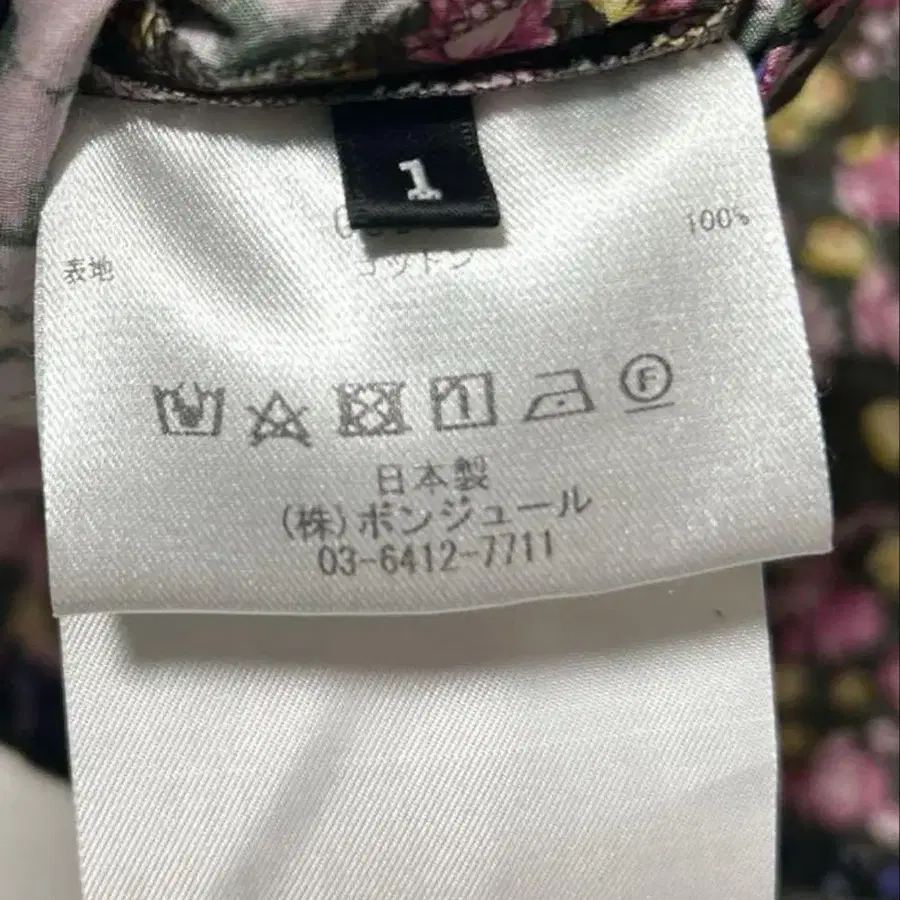 1
100%
表地 コットン
F
日本製
(株)ボンジュール
03-6412-7711